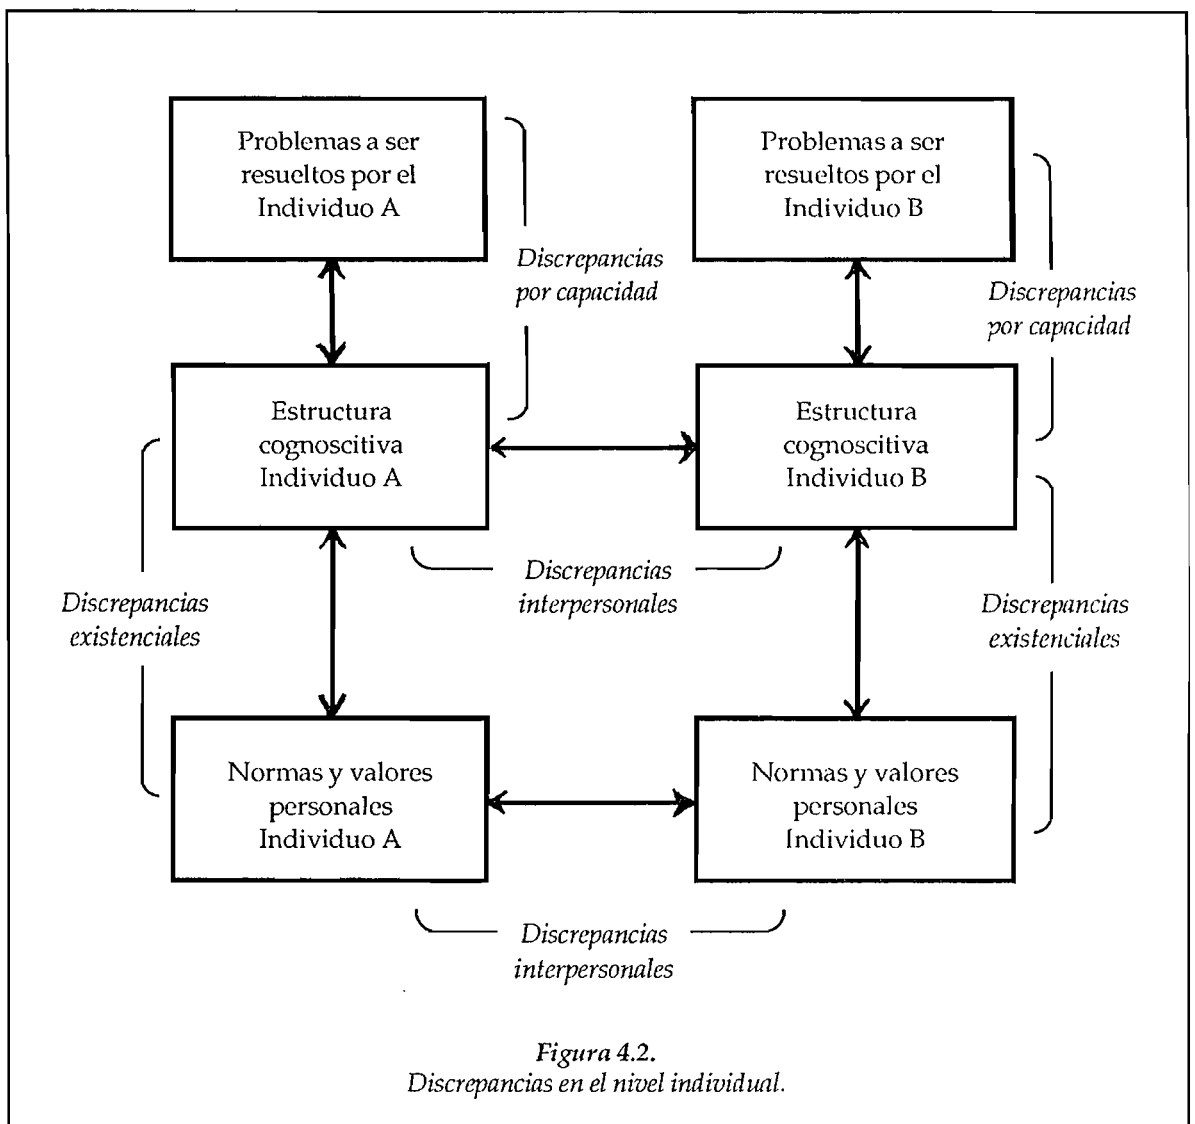 Problemas a ser
resueltos por el
Individuo A
Problemas a ser
resueltos por el
Individuo B
Discrepancias
por capacidad
Discrepancias
por capacidad
Estructura
cognoscitiva
Individuo A
Estructura
cognoscitiva
Individuo B
Discrepancias
interpersonales
Discrepancias
existenciales
Discrepancias
existenciales
Normas y valores
personales
Individuo A
Normas y valores
personales
Individuo B
Discrepancias
interpersonales
Figura 4.2.
Discrepancias en el nivel individual.